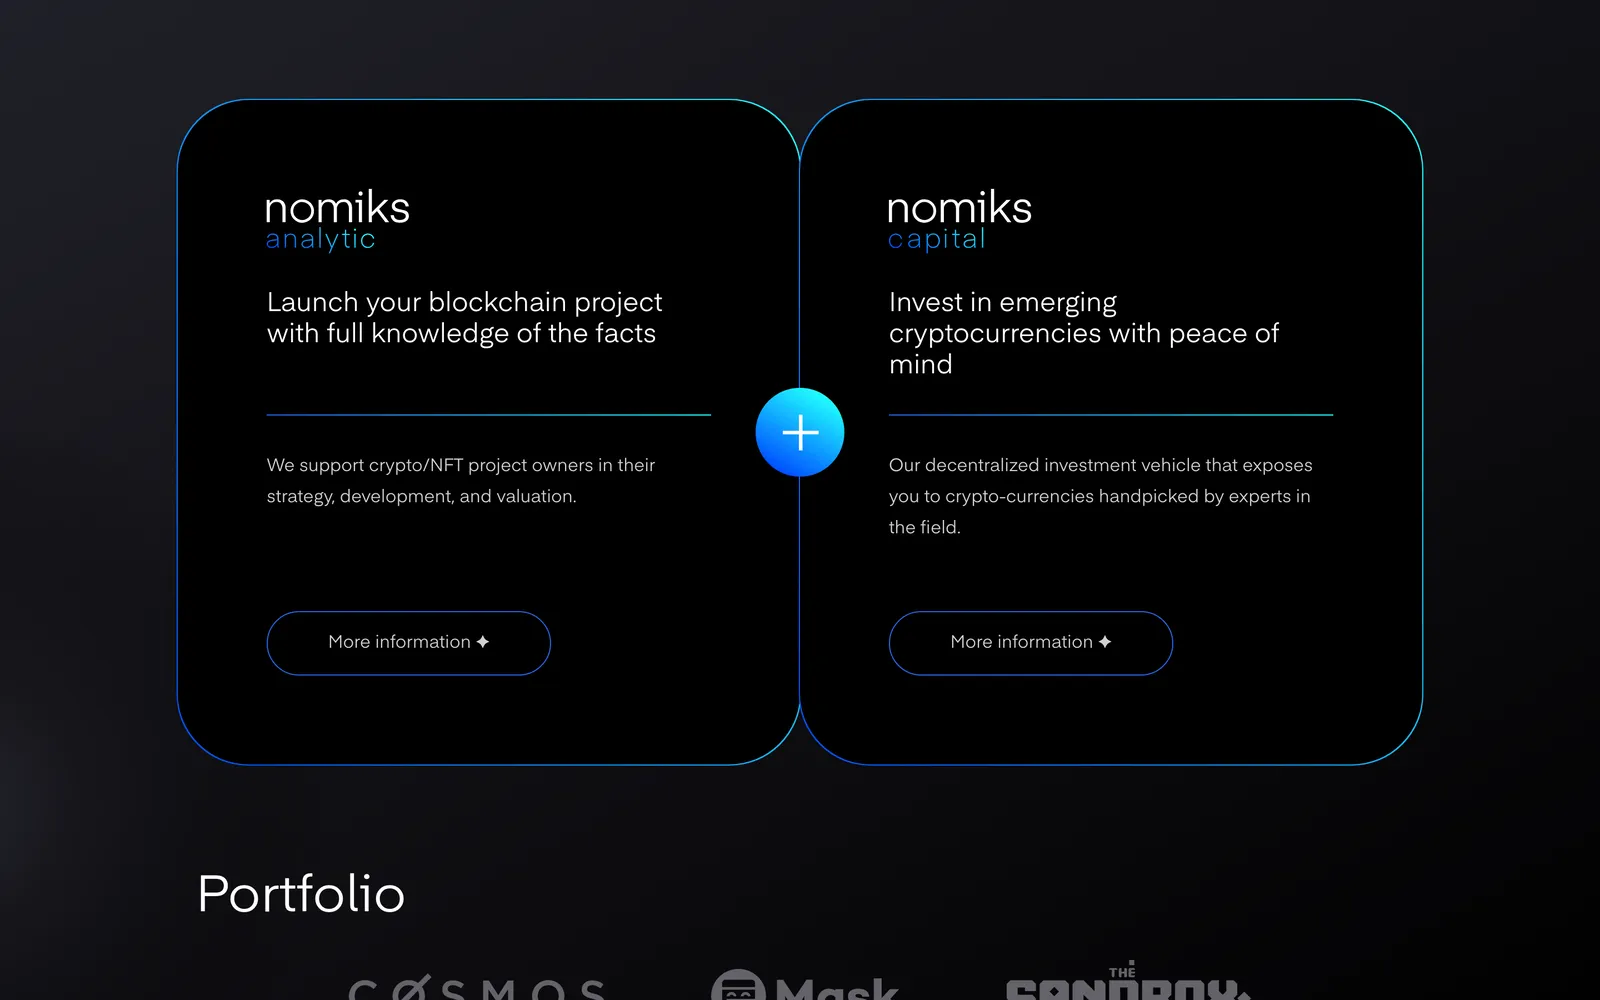 nomiks
analytic
Launch your blockchain project
with full knowledge of the facts
We support crypto/NFT project owners in their
strategy, development, and valuation.
More information ✦
nomiks
capital
Invest in emerging
cryptocurrencies with peace of
mind
Our decentralized investment vehicle that exposes
you to crypto-currencies handpicked by experts in
the field.
More information ✦
Portfolio
COSMOS
Mask
THE
SANDBOX